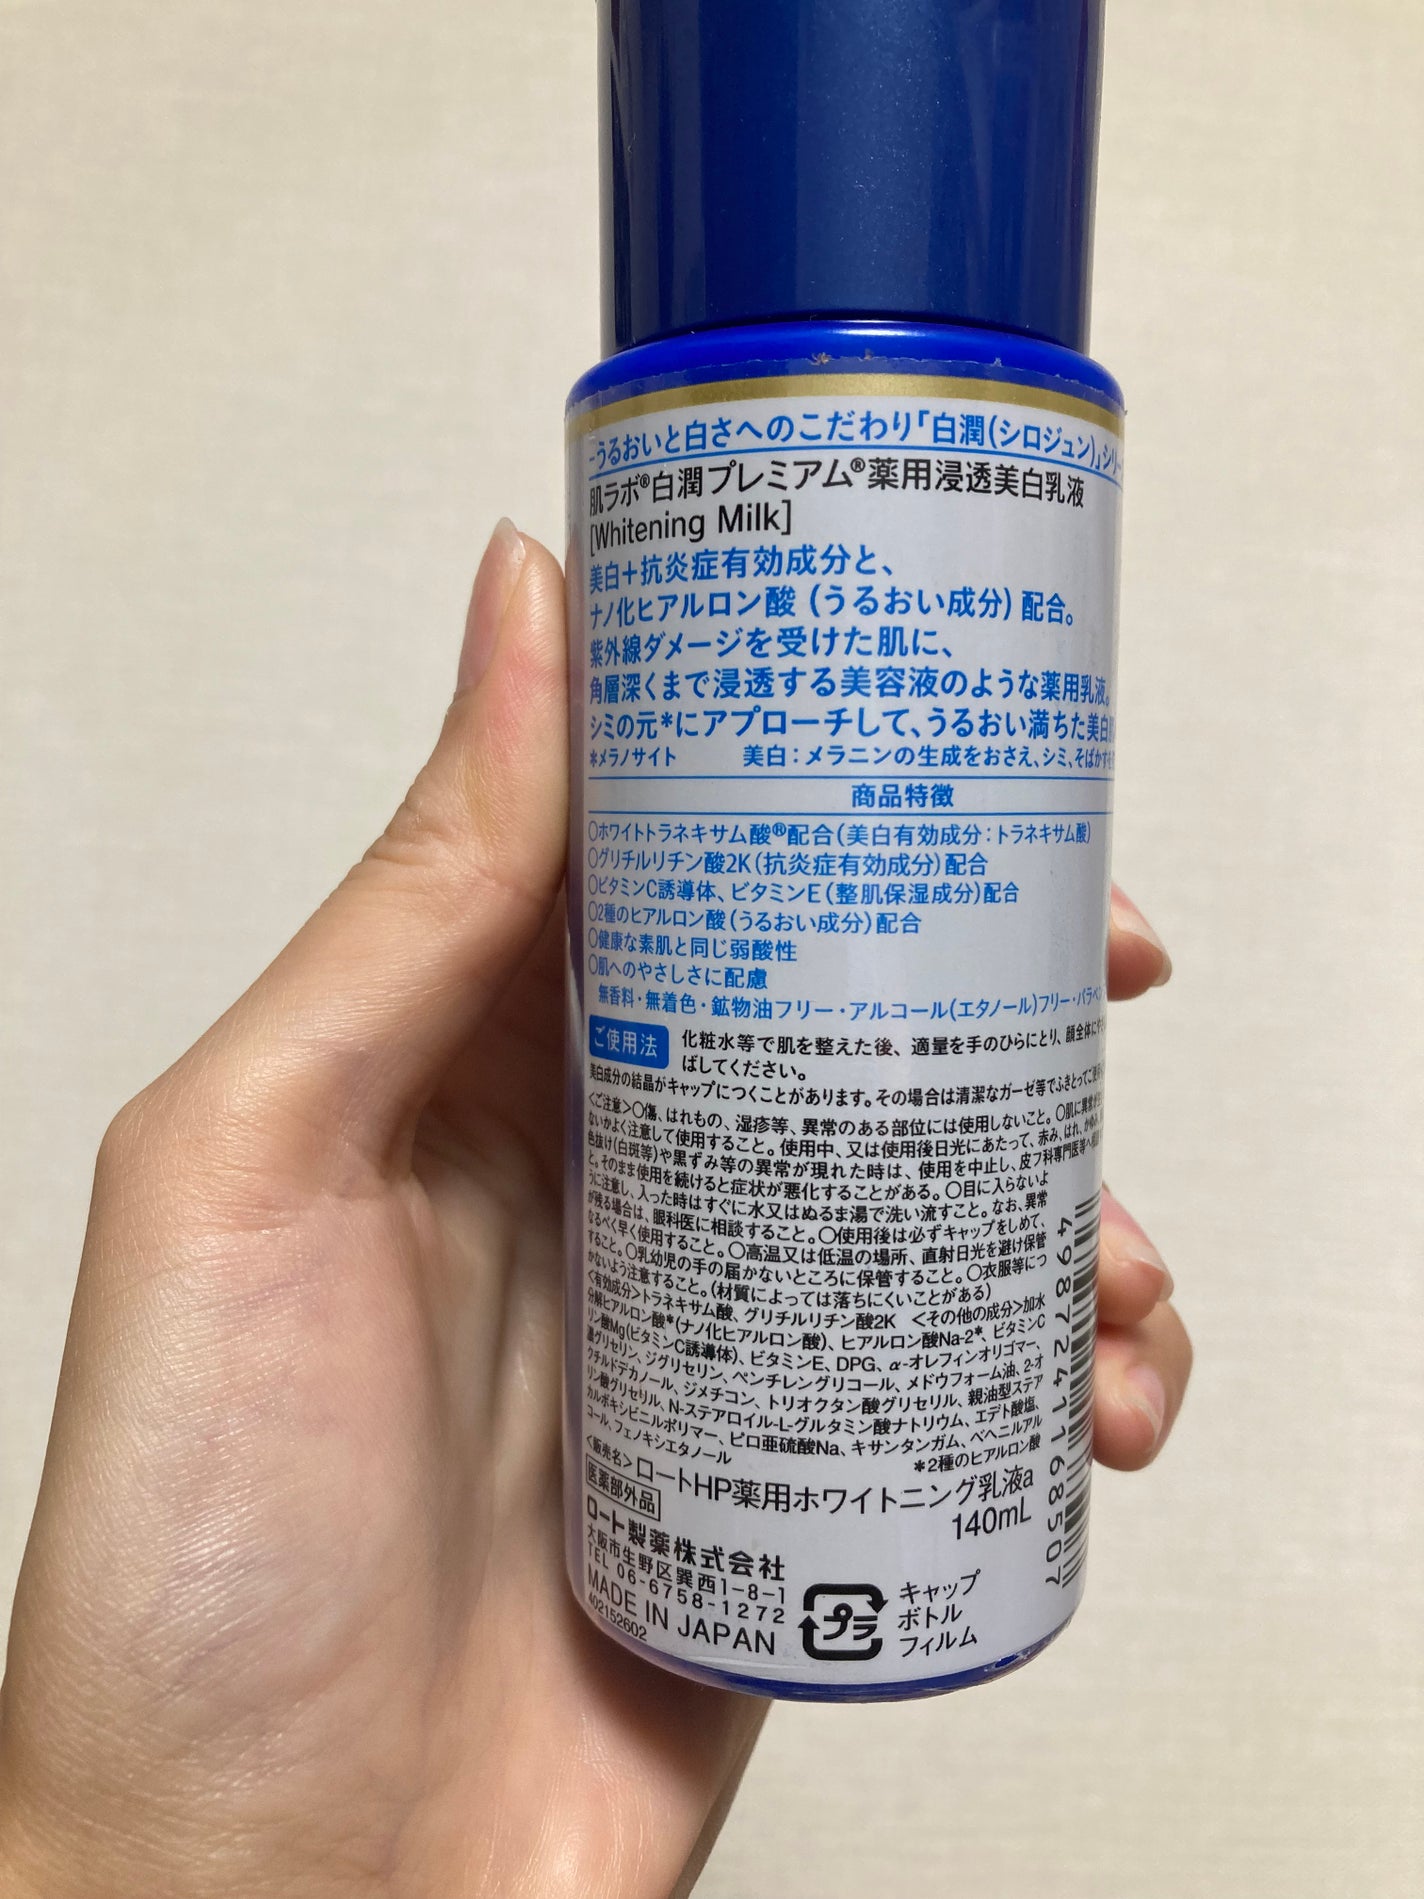 -うるおいと白さへのこだわり「白潤(シロジュン)」シリー
肌ラボ®白潤プレミアム®薬用浸透美白乳液
[Whitening Milk]
美白+抗炎症有効成分と、
ナノ化ヒアルロン酸 (うるおい成分) 配合。
紫外線ダメージを受けた肌に、
角層深くまで浸透する美容液のような薬用乳液。
シミの元*にアプローチして、うるおい満ちた美白
*メラノサイト 美白:メラニンの生成をおさえ、シミ、そばかす
商品特徴
○ホワイトトラネキサム酸®配合(美白有効成分:トラネキサム酸)
○グリチルリチン酸2K(抗炎症有効成分)配合
○ビタミンC誘導体、ビタミンE(整肌保湿成分)配合
○2種のヒアルロン酸(うるおい成分)配合
○健康な素肌と同じ弱酸性
○肌へのやさしさに配慮
無香料・無着色・鉱物油フリー・アルコール(エタノール)フリー・パラベン
ご使用法 化粧水等で肌を整えた後、適量を手のひらにとり、顔全体に
ばしてください。
美白成分の結晶がキャップにつくことがあります。その場合は清潔なガーゼ等でふきとってご使用
<ご注意>○傷、はれもの、湿疹等、異常のある部位には使用しないこと。○肌に異常が
ないかよく注意して使用すること。使用中、又は使用後日光にあたって、赤み、はれ、かゆみ、
色抜け(白斑等)や黒ずみ等の異常が現れた時は、使用を中止し、皮フ科専門医等へ
と。そのまま使用を続けると症状が悪化することがある。○目に入らないよ
うに注意し、入った時はすぐに水又はぬるま湯で洗い流すこと。なお、異常
が残る場合は、眼科医に相談すること。○使用後は必ずキャップをしめて、
なるべく早く使用すること。○高温又は低温の場所、直射日光を避け保管
すること。○乳幼児の手の届かないところに保管すること。○衣服等につ
かないよう注意すること。(材質によっては落ちにくいことがある)
<有効成分>トラネキサム酸、グリチルリチン酸2K <その他の成分>加水
分解ヒアルロン酸*(ナノ化ヒアルロン酸)、ヒアルロン酸Na-2*、ビタミンC
リン酸Mg(ビタミンC誘導体)、ビタミンE、DPG、α-オレフィンオリゴマー、
濃グリセリン、ジグリセリン、ペンチレングリコール、メドウフォーム油、2-オ
クチルドデカノール、ジメチコン、トリオクタン酸グリセリル、親油型ステア
リン酸グリセリル、N-ステアロイル-L-グルタミン酸ナトリウム、エデト酸塩、
カルボキシビニルポリマー、ピロ亜硫酸Na、キサンタンガム、ベヘニルアル
コール、フェノキシエタノール
*2種のヒアルロン酸
<販売名>ロートHP薬用ホワイトニング乳液a
医薬部外品
140mL
ロート製薬株式会社
大阪市生野区巽西1-8-1
TEL 06-6758-1272
MADE IN JAPAN
402152602
プラ
キャップ
ボトル
フィルム
4987241168507